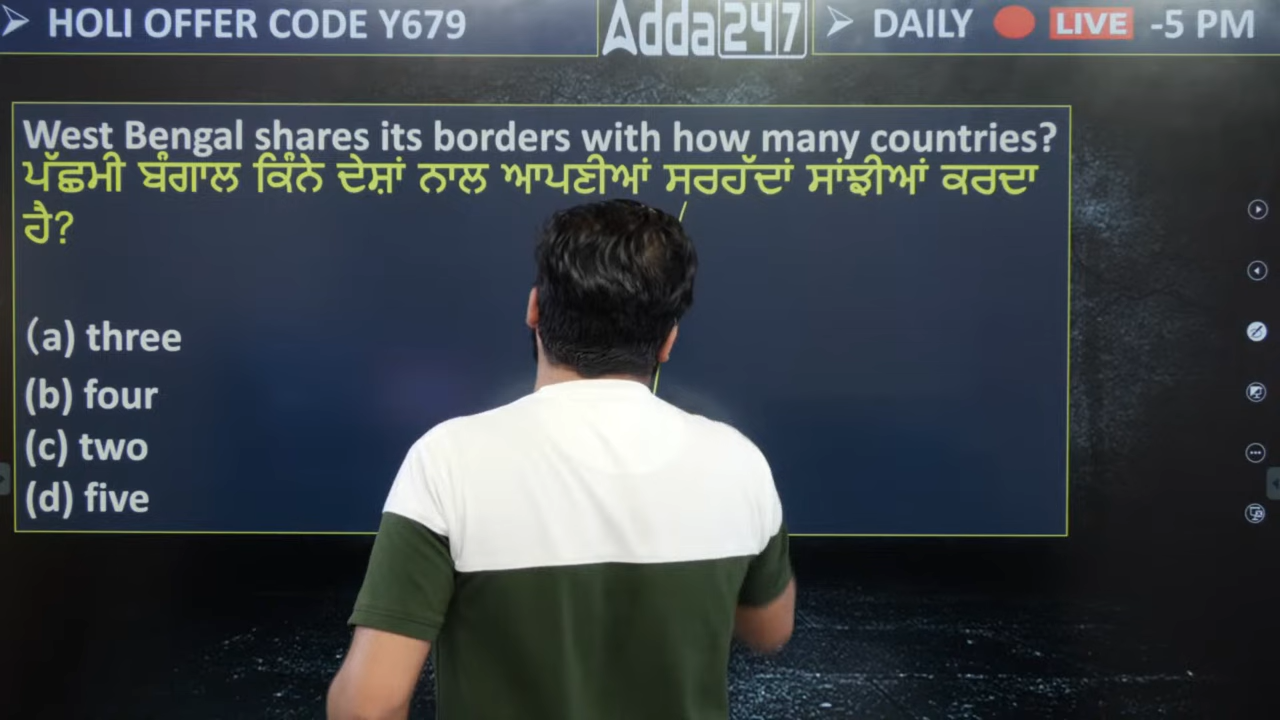 HOLI OFFER CODE Y679
Adda247
DAILY LIVE -5 PM
West Bengal shares its borders with how many countries?
ਪੱਛਮੀ ਬੰਗਾਲ ਕਿੰਨੇ ਦੇਸ਼ਾਂ ਨਾਲ ਆਪਣੀਆਂ ਸਰਹੱਦਾਂ ਸਾਂਝੀਆਂ ਕਰਦਾ
ਹੈ?
(a) three
(b) four
(c) two
(d) five